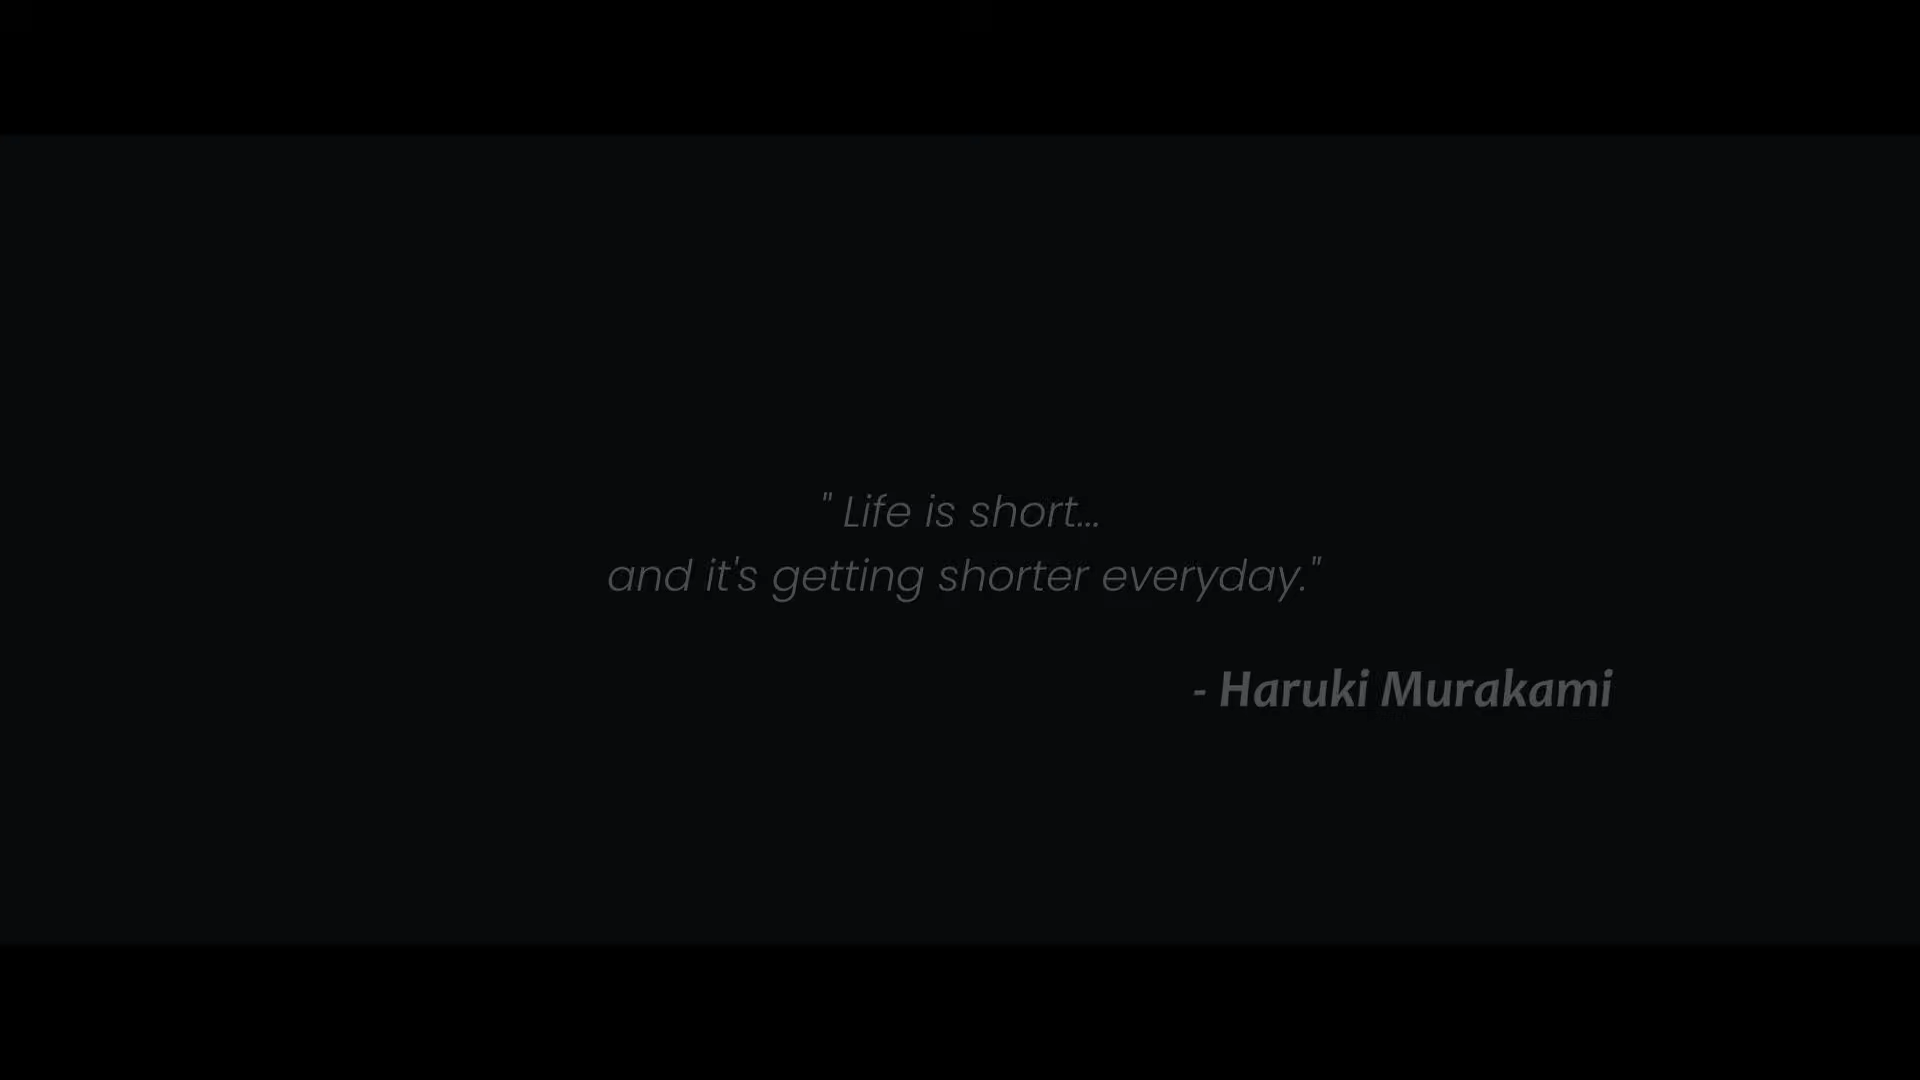 " Life is short...
and it's getting shorter everyday."
- Haruki Murakami